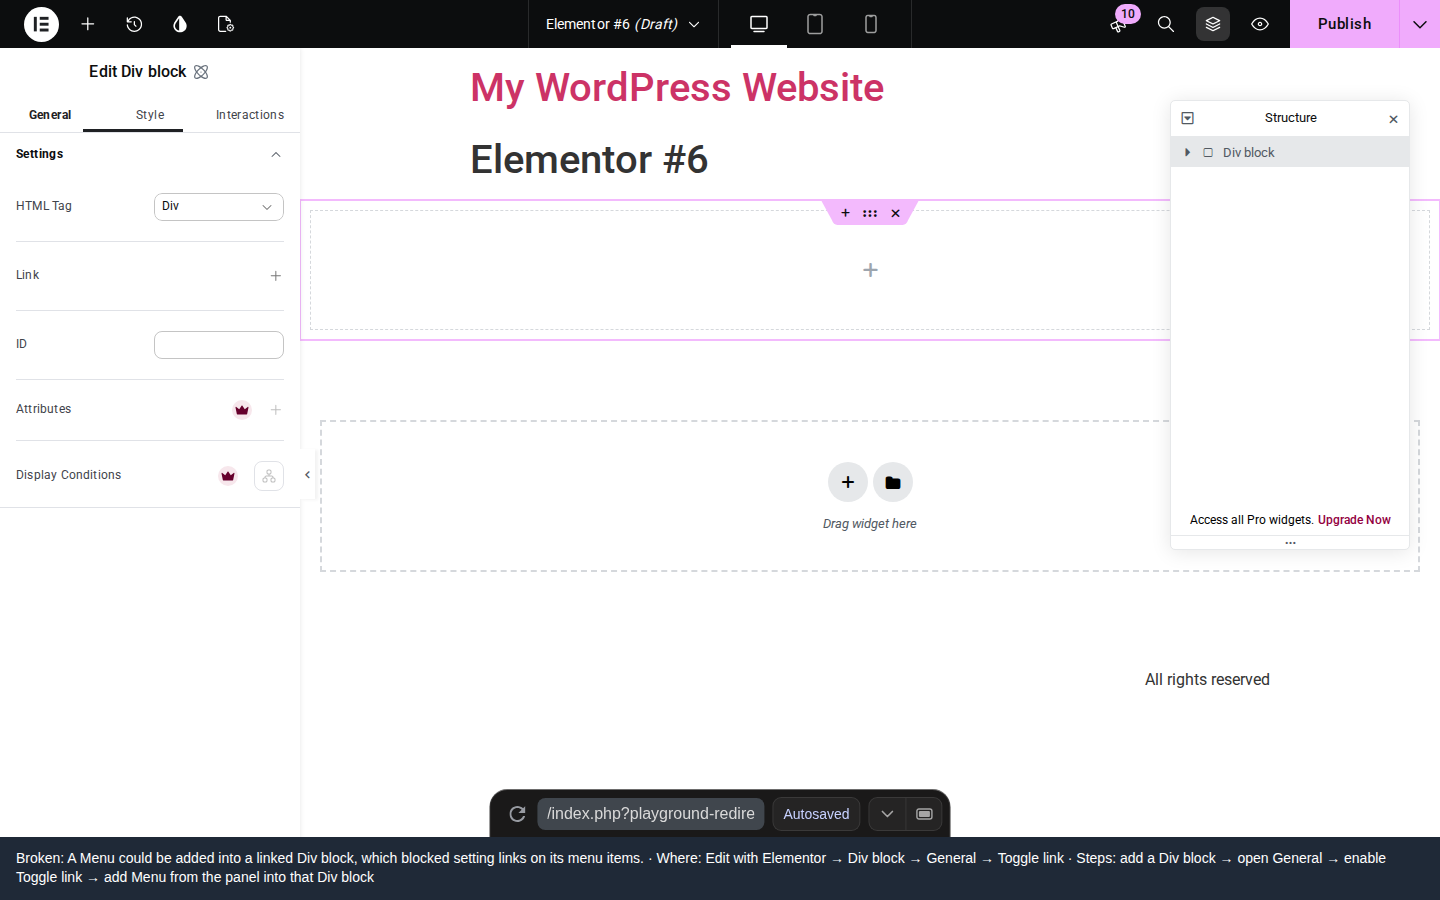 Elementor #6 (Draft)
10
Publish
Edit Div block
General
Style
Interactions
Settings
HTML Tag
Div
Link
ID
Attributes
Display Conditions
My WordPress Website
Elementor #6
Drag widget here
Structure
Div block
Access all Pro widgets. Upgrade Now
All rights reserved
/index.php?playground-redire
Autosaved
Broken: A Menu could be added into a linked Div block, which blocked setting links on its menu items. · Where: Edit with Elementor → Div block → General → Toggle link · Steps: add a Div block → open General → enable
Toggle link → add Menu from the panel into that Div block